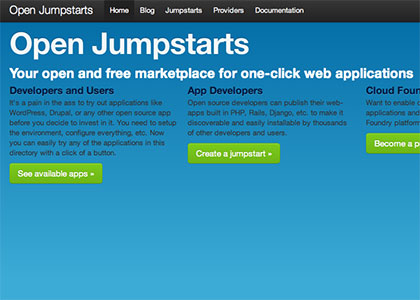 Open Jumpstarts Home Blog Jumpstarts Providers Documentation
Open Jumpstarts
Your open and free marketplace for one-click web applications
Developers and Users
It's a pain in the ass to try out applications like
WordPress, Drupal, or any other open source app
before you decide to invest in it. You need to setup
the environment, configure everything, etc. Now
you can easily try any of the applications in this
directory with a click of a button.
See available apps »
App Developers
Open source developers can publish their web-
apps built in PHP, Rails, Django, etc. to make it
discoverable and easily installable by thousands
of other developers and users.
Create a jumpstart »
Cloud Foun
Want to enable
applications and
Foundry platform
Become a p